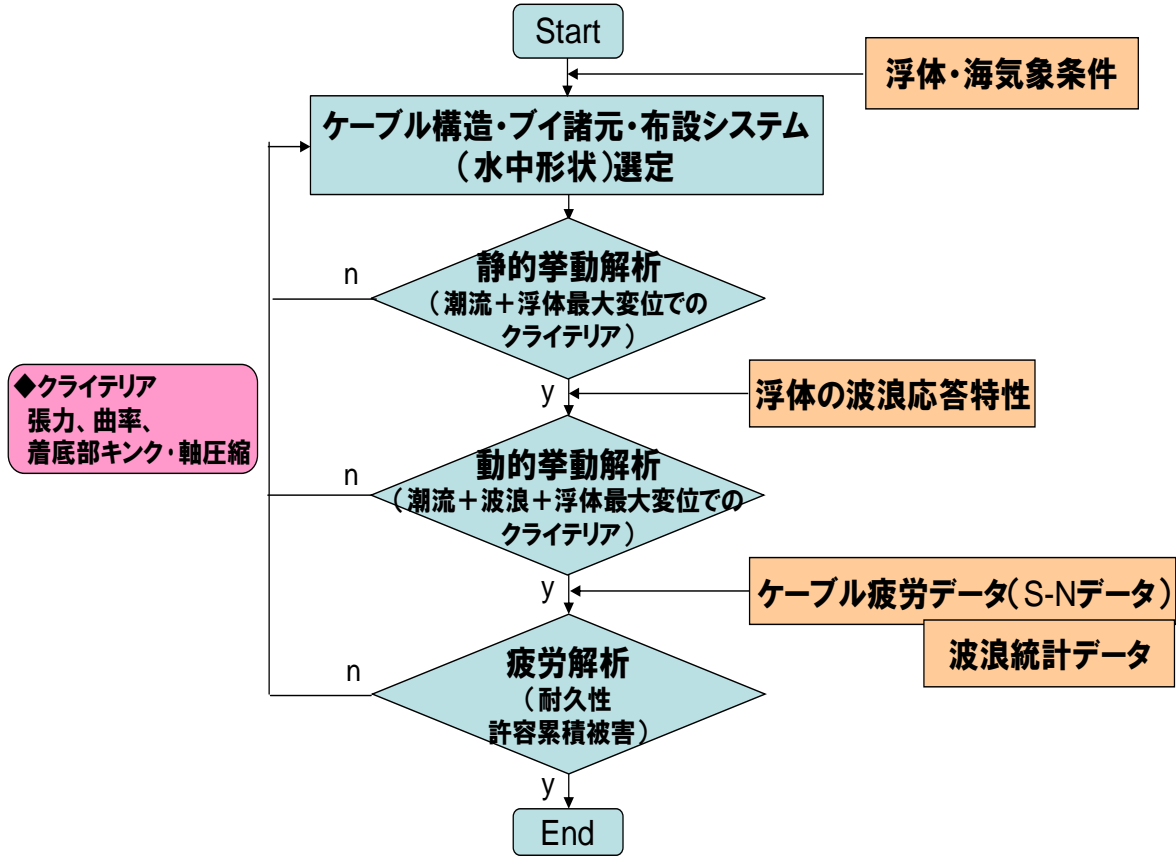 Start
浮体・海気象条件
ケーブル構造・ブイ諸元・布設システム
（水中形状）選定
静的挙動解析
（潮流＋浮体最大変位での
クライテリア）
n
y
浮体の波浪応答特性
◆クライテリア
張力、曲率、
着底部キンク・軸圧縮
動的挙動解析
（潮流＋波浪＋浮体最大変位での
クライテリア）
n
y
ケーブル疲労データ（S-Nデータ）
波浪統計データ
疲労解析
（耐久性
許容累積被害）
n
y
End